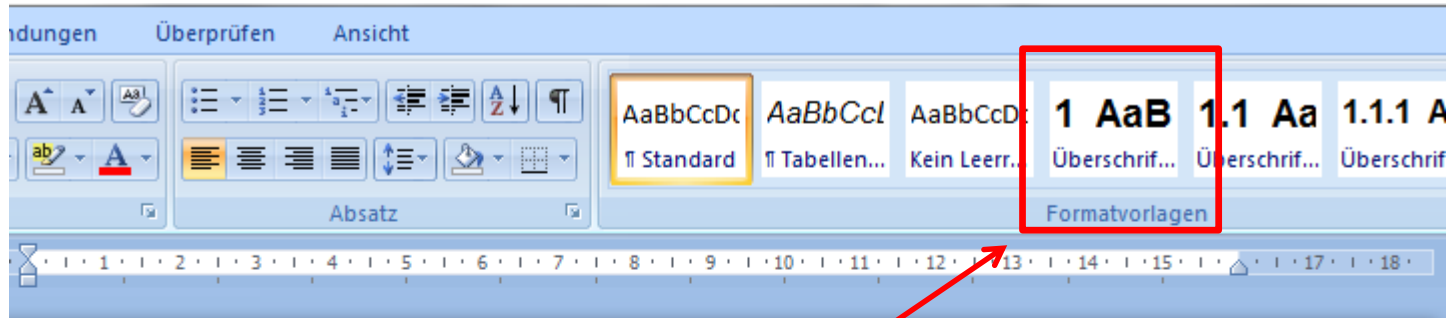 ndungen Überprüfen Ansicht
AaBbCcDc AaBbCcL AaBbCcDc 1 AaB 1.1 Aa 1.1.1 A
¶ Standard ¶ Tabellen... Kein Leerr... Überschrif... Überschrif... Überschrif
Absatz Formatvorlagen
1 2 3 4 5 6 7 8 9 10 11 12 13 14 15 17 18